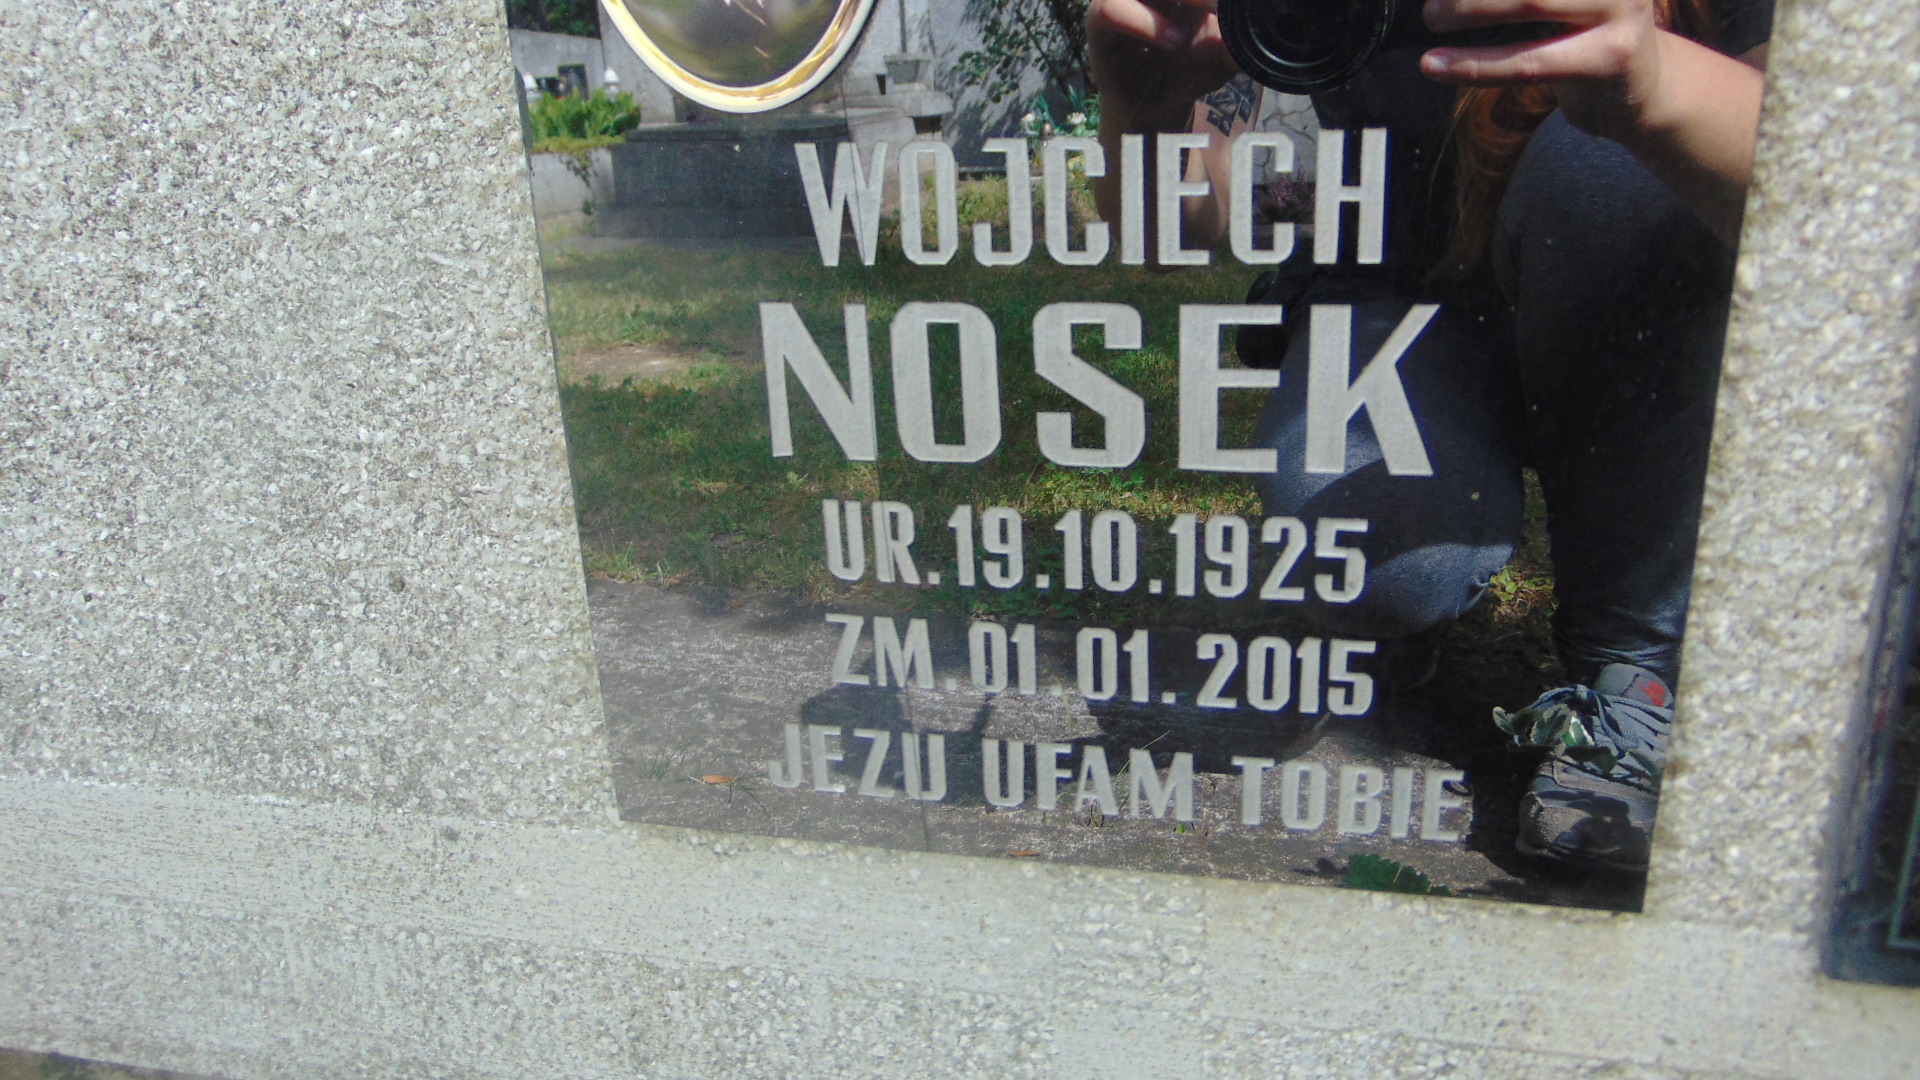 WOJCIECH
NOSEK
UR.19.10.1925
ZM.01.01.2015
JEZU UFAM TOBIE